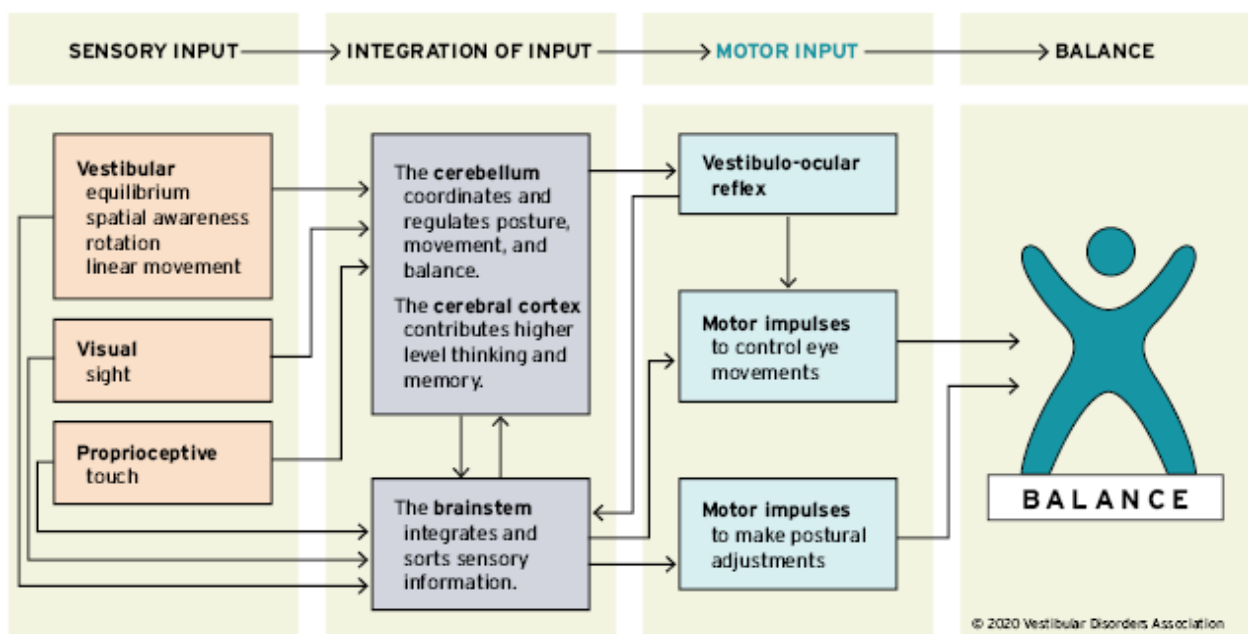 SENSORY INPUT
INTEGRATION OF INPUT
MOTOR INPUT
BALANCE
Vestibular
equilibrium
spatial awareness
rotation
linear movement
Visual
sight
Proprioceptive
touch
The cerebellum
coordinates and
regulates posture,
movement, and
balance.
The cerebral cortex
contributes higher
level thinking and
memory.
The brainstem
integrates and
sorts sensory
information.
Vestibulo-ocular
reflex
Motor impulses
to control eye
movements
Motor impulses
to make postural
adjustments
BALANCE
© 2020 Vestibular Disorders Association